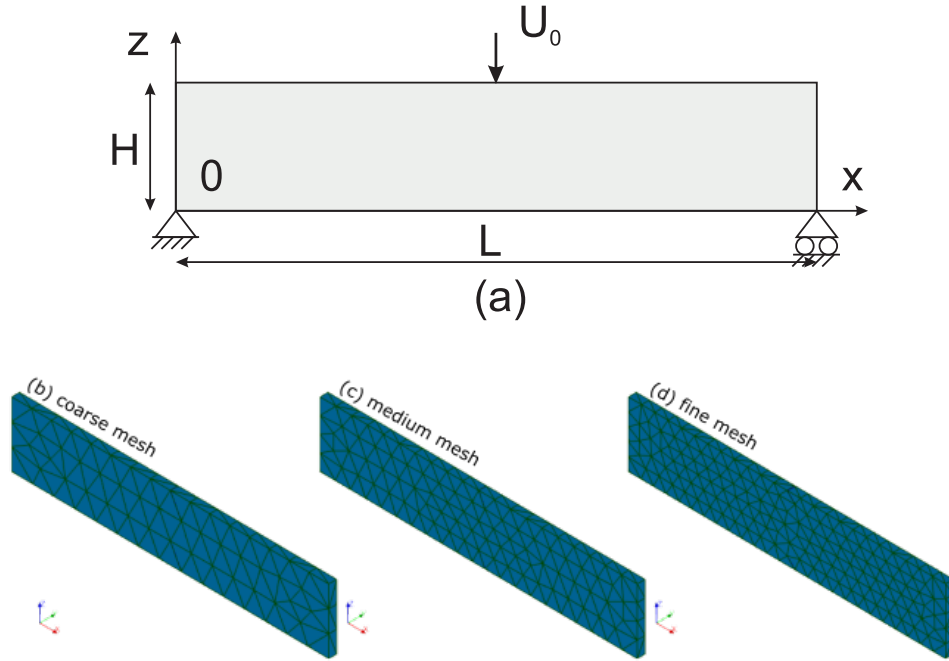 z
U₀
H
0
x
L
(a)
(b) coarse mesh
(c) medium mesh
(d) fine mesh